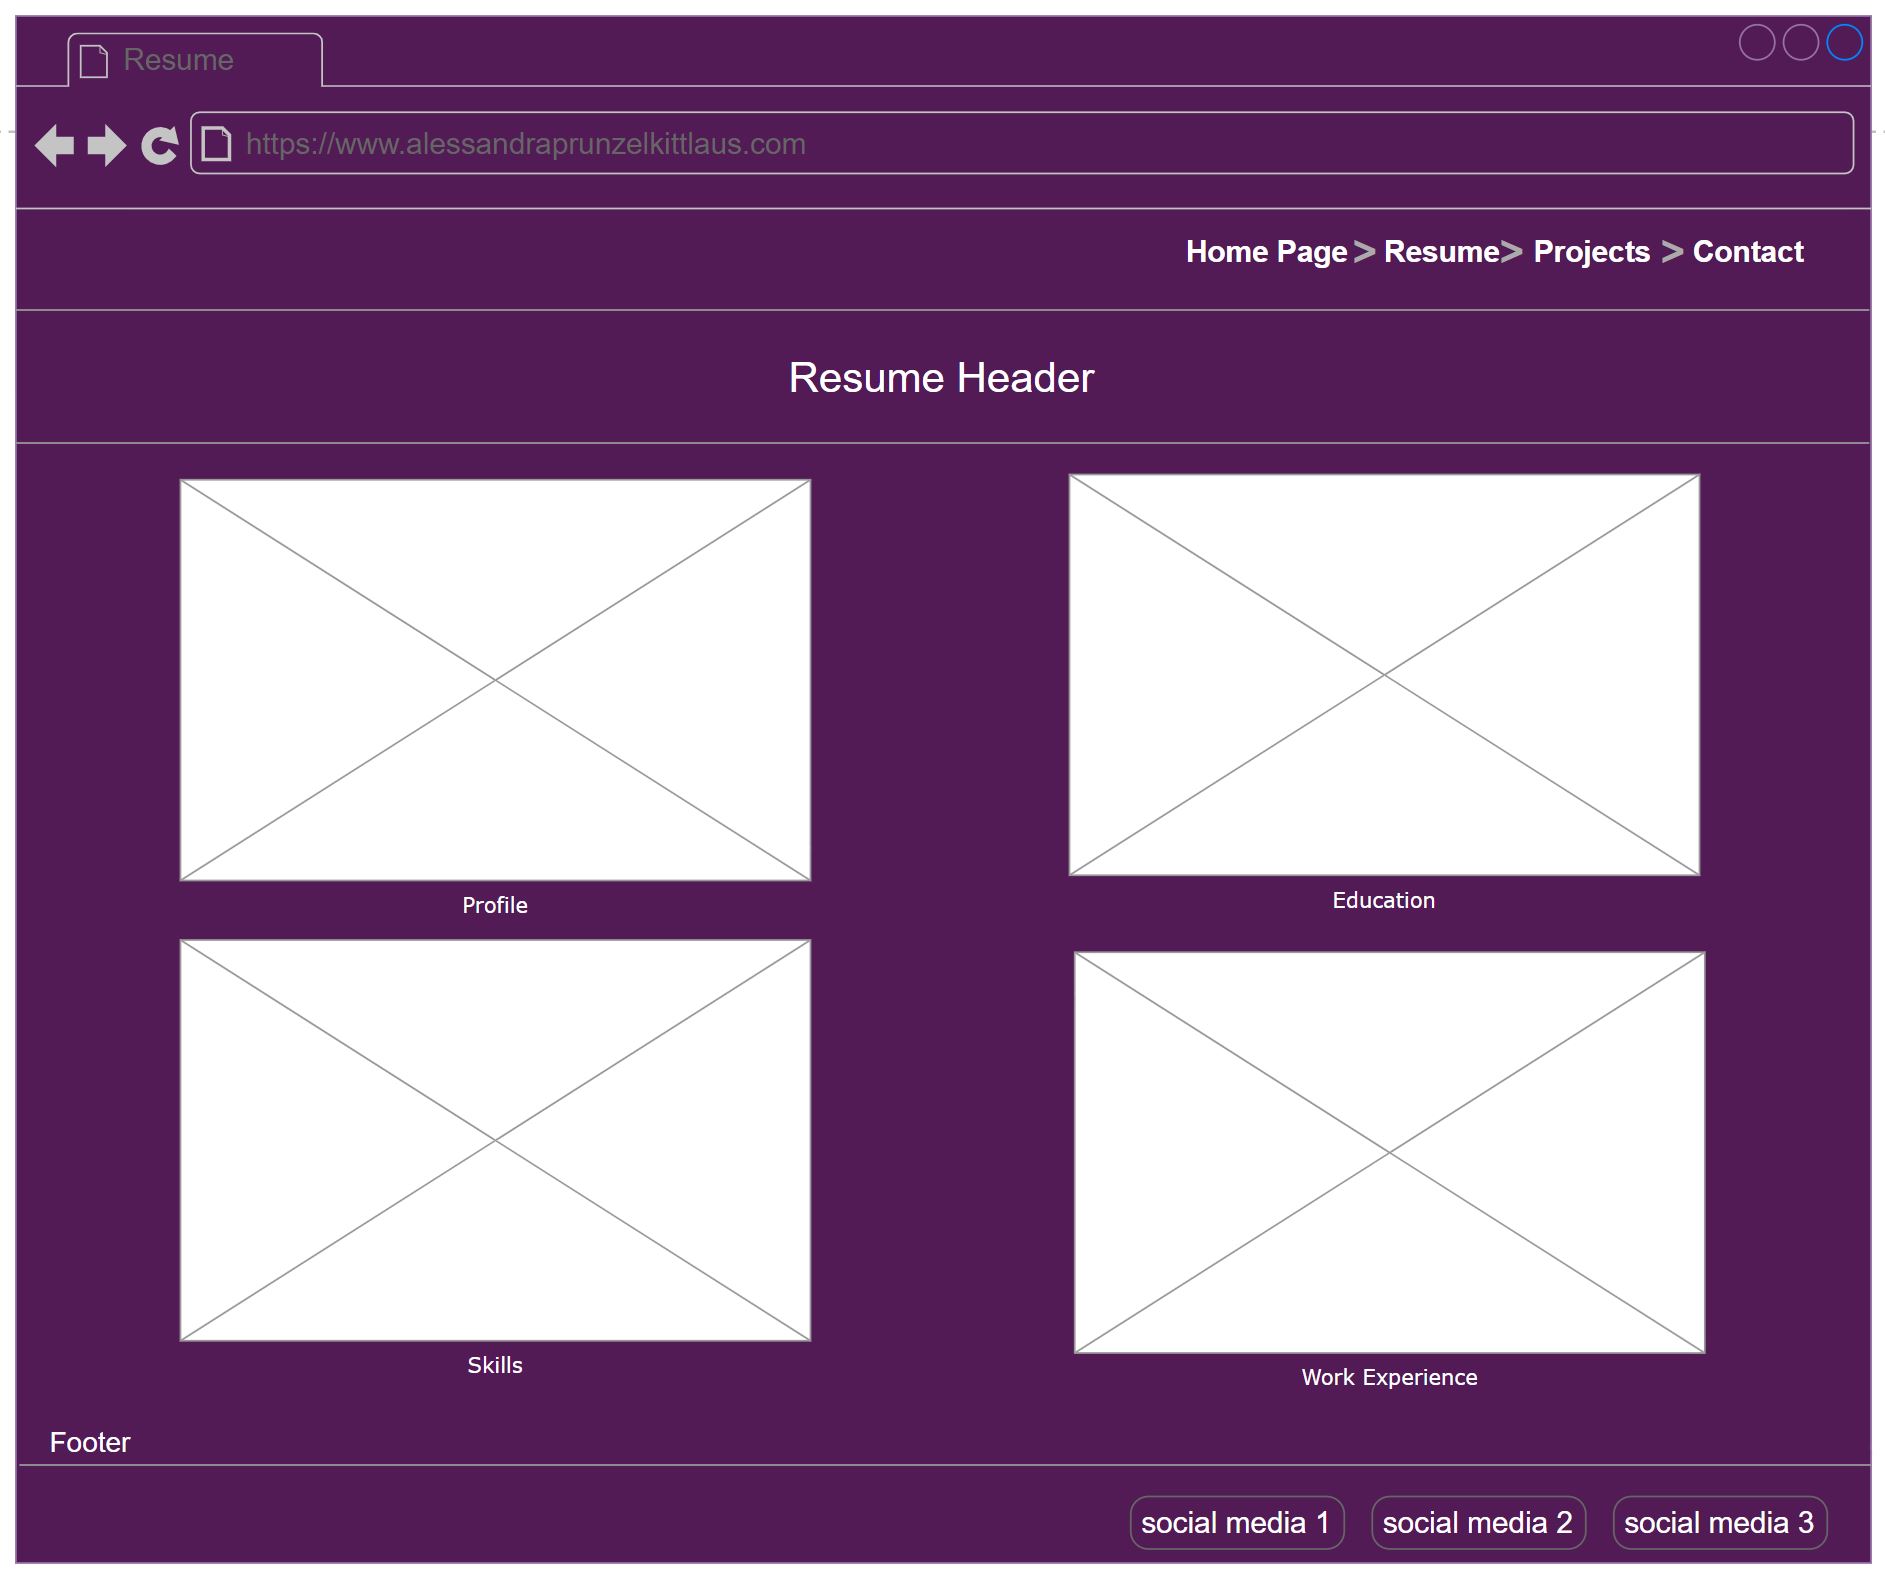 Resume
https://www.alessandraprunzelkittlaus.com
Home Page > Resume > Projects > Contact
Resume Header
Profile
Education
Skills
Work Experience
Footer
social media 1 social media 2 social media 3